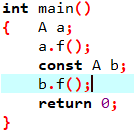 int main()
{   A a;
    a.f();
    const A b;
    b.f();
    return 0;
}